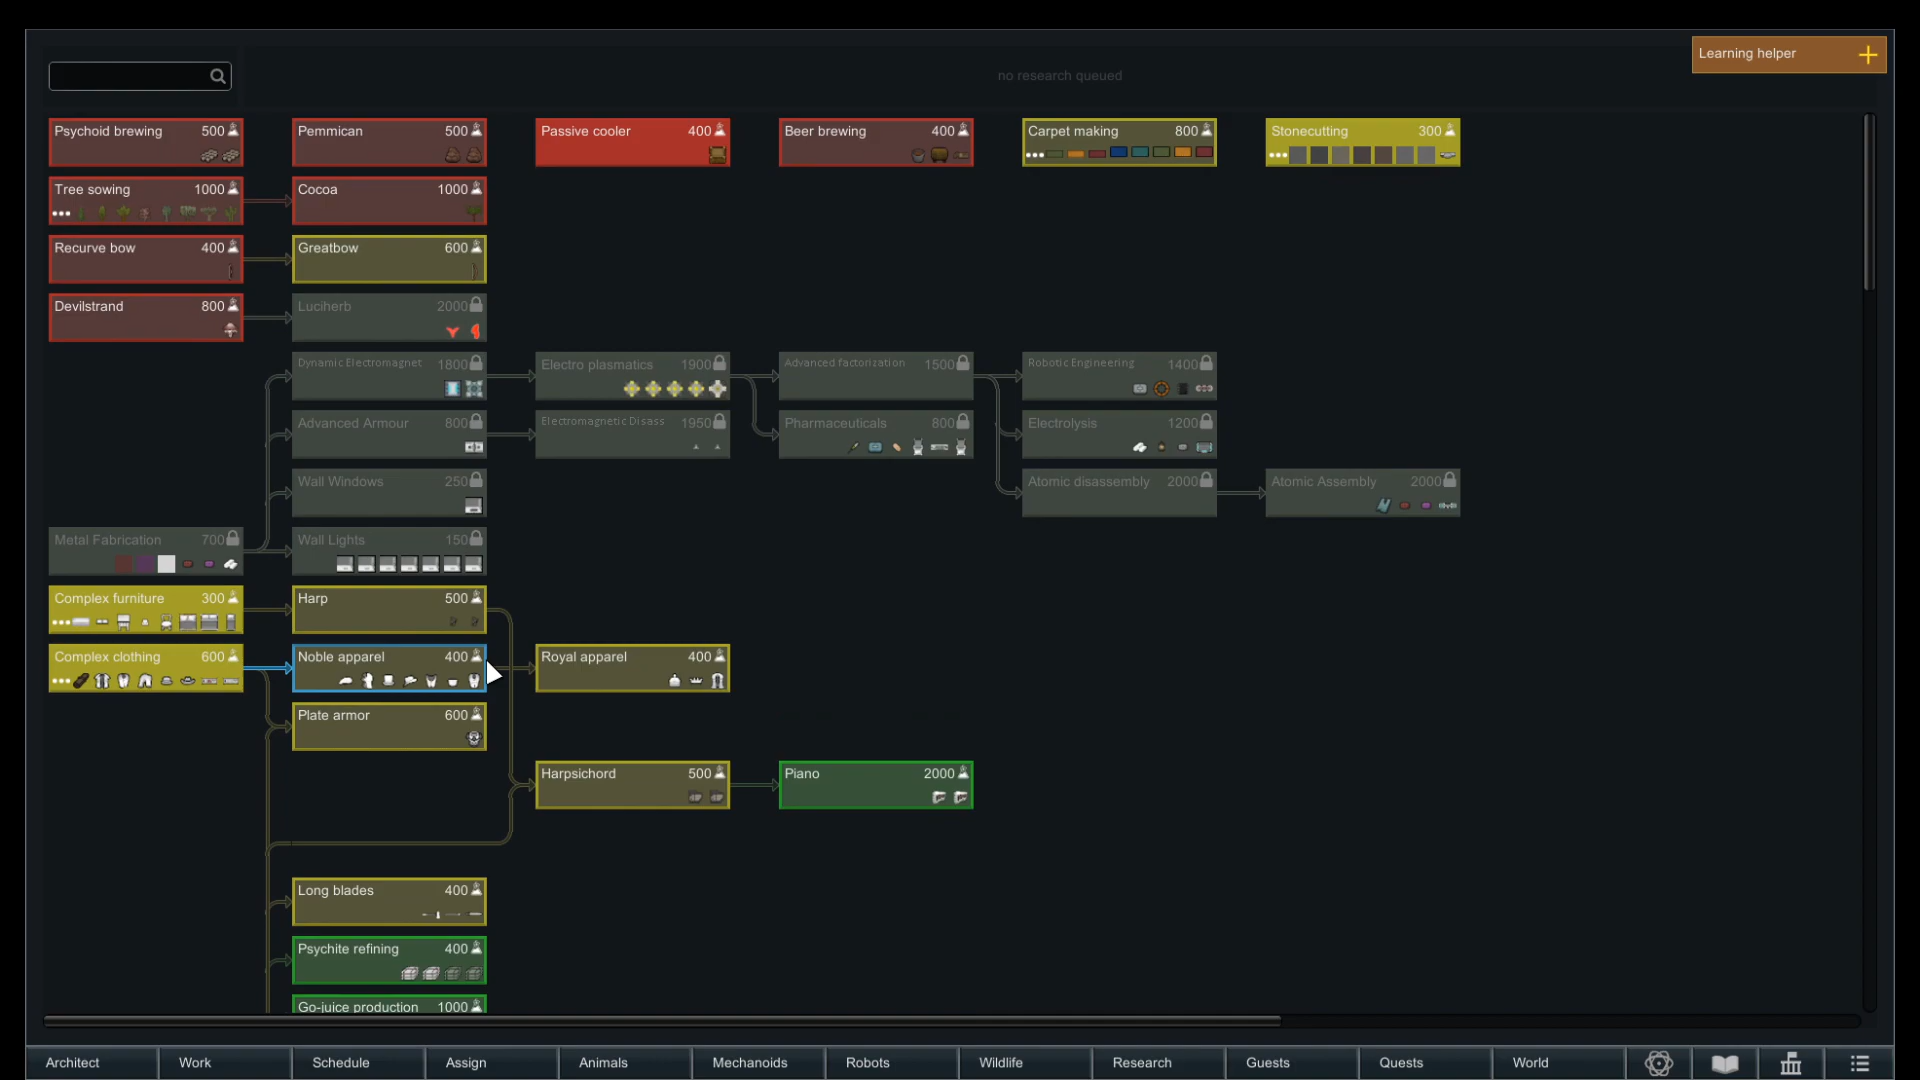 Learning helper
no research queued
Psychoid brewing 500
Pemmican 500
Passive cooler 400
Beer brewing 400
Carpet making 800
Stonecutting 300
Tree sowing 1000
Cocoa 1000
Recurve bow 400
Greatbow 600
Devilstrand 800
Luciherb 2000
Dynamic Electromagnet 1800
Electro plasmatics 1900
Advanced factorization 1500
Robotic Engineering 1400
Advanced Armour 800
Electromagnetic Disass 1950
Pharmaceuticals 800
Electrolysis 1200
Wall Windows 250
Atomic disassembly 2000
Atomic Assembly 2000
Metal Fabrication 700
Wall Lights 150
Complex furniture 300
Harp 500
Complex clothing 600
Noble apparel 400
Royal apparel 400
Plate armor 600
Harpsichord 500
Piano 2000
Long blades 400
Psychite refining 400
Go-juice production 1000
Architect
Work
Schedule
Assign
Animals
Mechanoids
Robots
Wildlife
Research
Guests
Quests
World